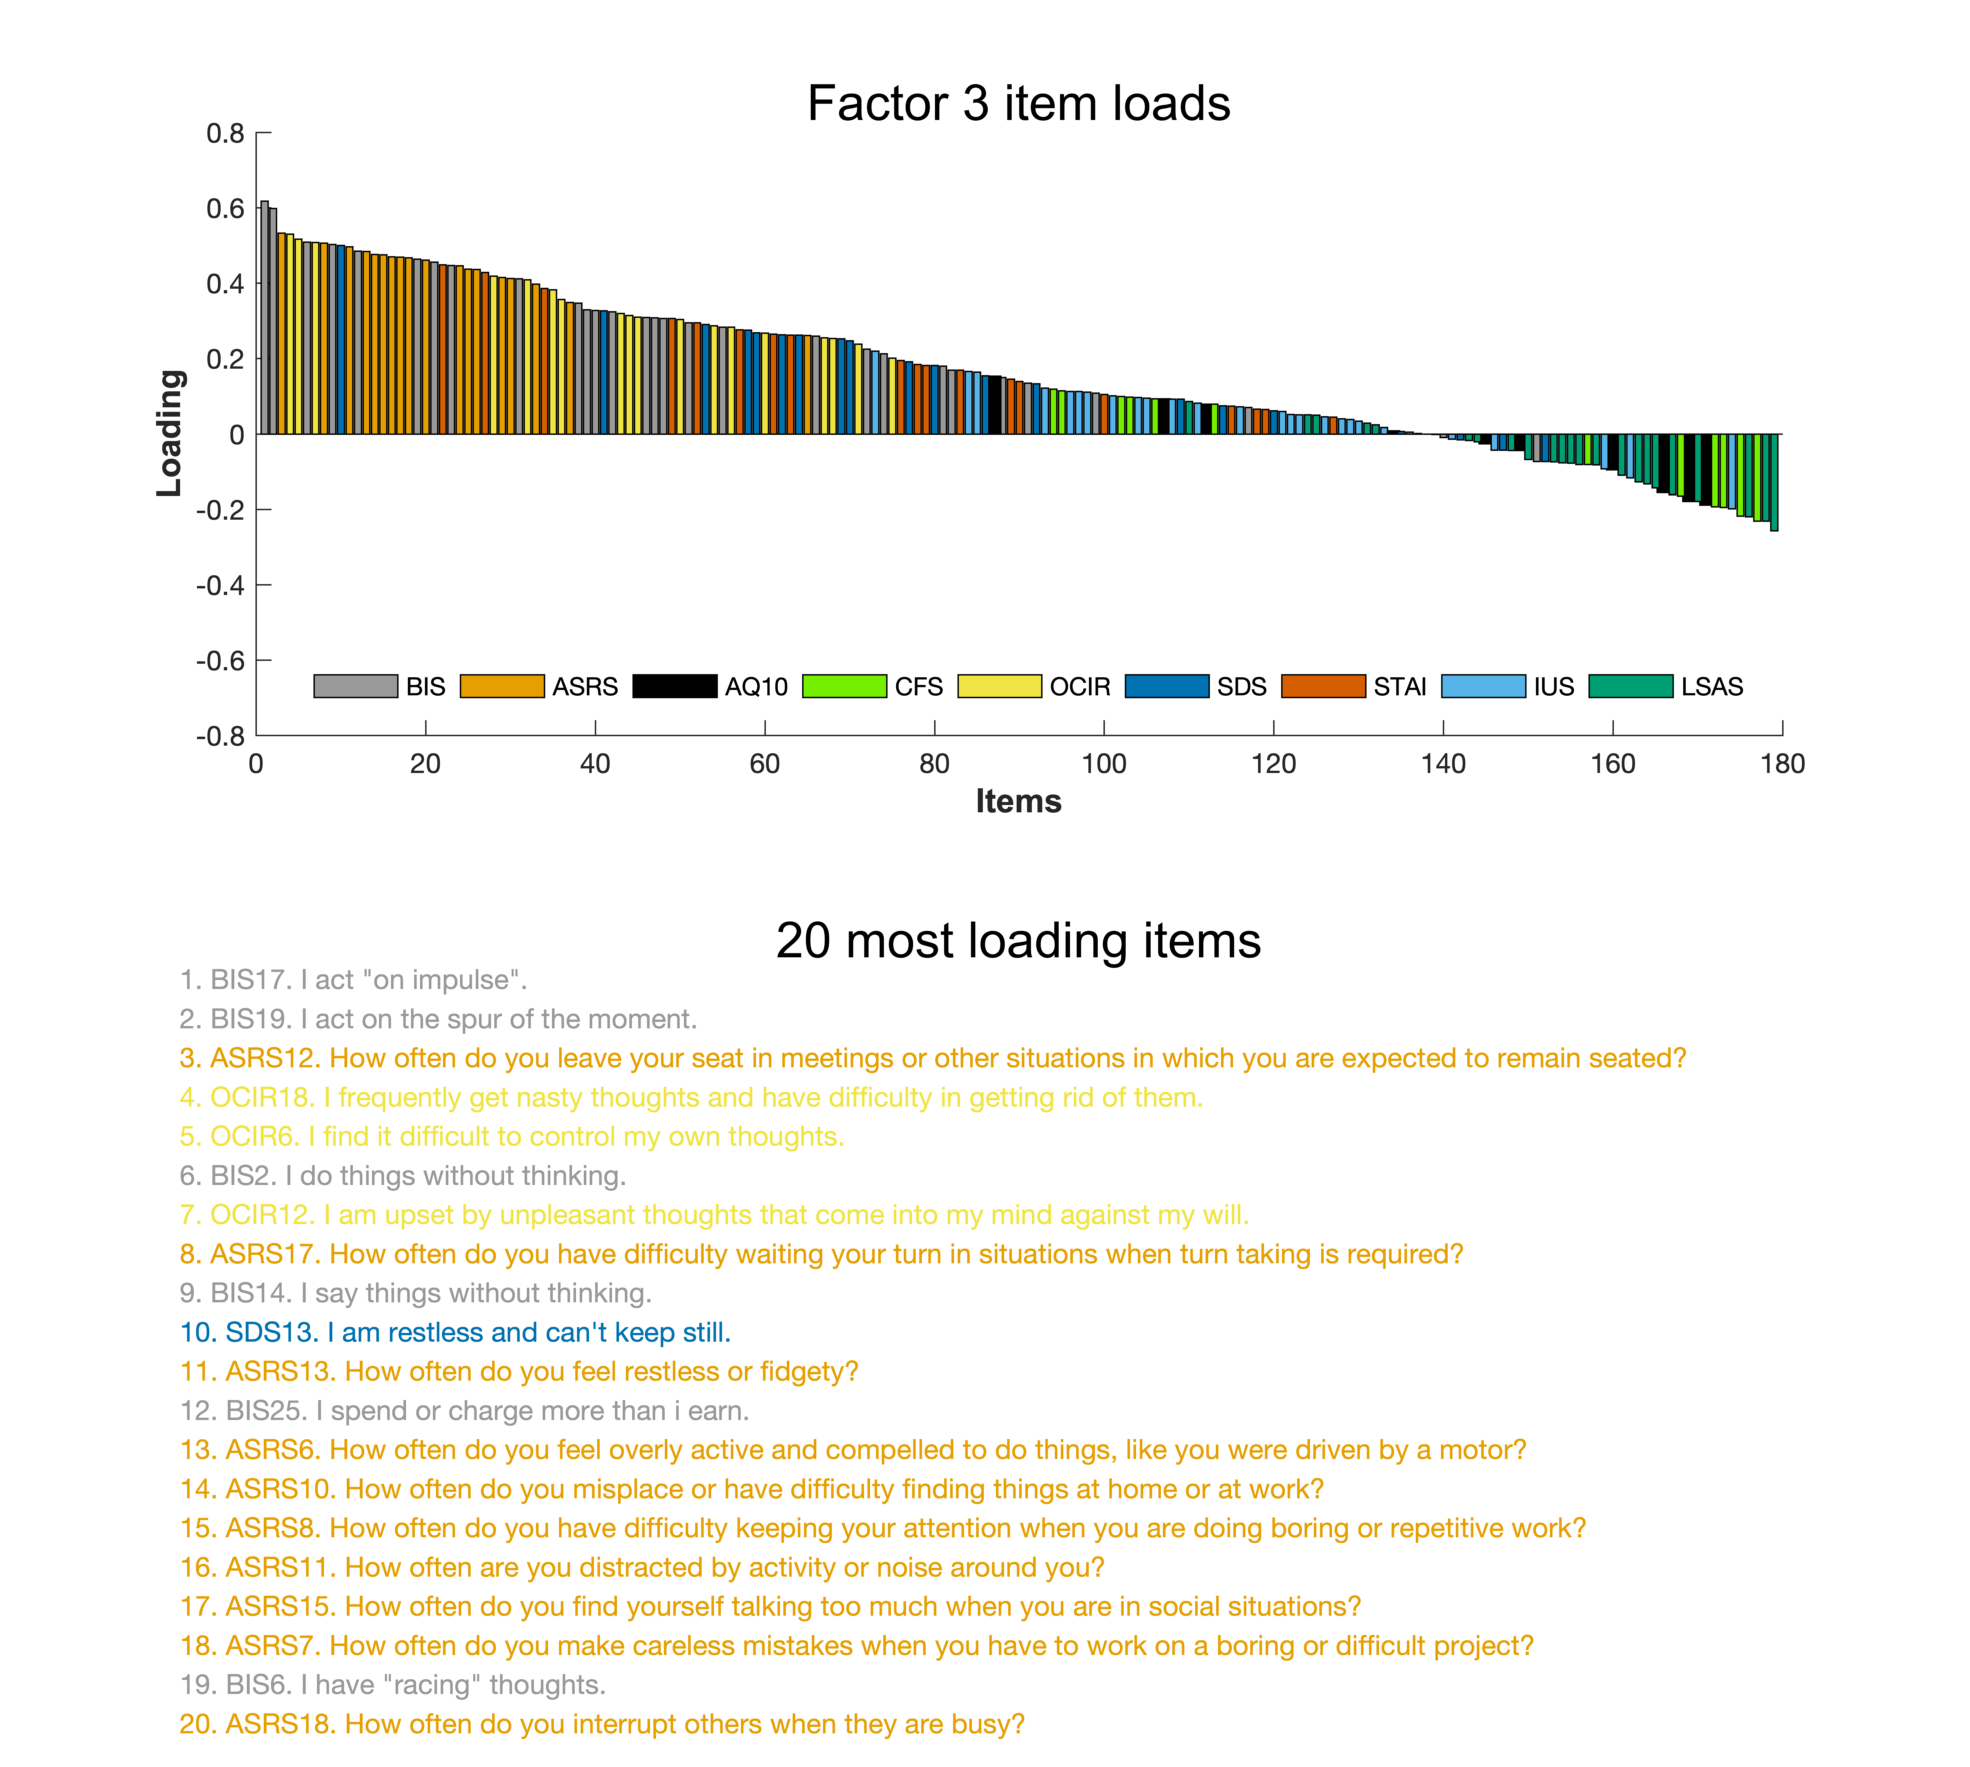 Factor 3 item loads
0.8
0.6
0.4
0.2
0
-0.2
-0.4
-0.6
-0.8
Loading
BIS ASRS AQ10 CFS OCIR SDS STAI IUS LSAS
0 20 40 60 80 100 120 140 160 180
Items
20 most loading items
1. BIS17. I act "on impulse".
2. BIS19. I act on the spur of the moment.
3. ASRS12. How often do you leave your seat in meetings or other situations in which you are expected to remain seated?
4. OCIR18. I frequently get nasty thoughts and have difficulty in getting rid of them.
5. OCIR6. I find it difficult to control my own thoughts.
6. BIS2. I do things without thinking.
7. OCIR12. I am upset by unpleasant thoughts that come into my mind against my will.
8. ASRS17. How often do you have difficulty waiting your turn in situations when turn taking is required?
9. BIS14. I say things without thinking.
10. SDS13. I am restless and can't keep still.
11. ASRS13. How often do you feel restless or fidgety?
12. BIS25. I spend or charge more than i earn.
13. ASRS6. How often do you feel overly active and compelled to do things, like you were driven by a motor?
14. ASRS10. How often do you misplace or have difficulty finding things at home or at work?
15. ASRS8. How often do you have difficulty keeping your attention when you are doing boring or repetitive work?
16. ASRS11. How often are you distracted by activity or noise around you?
17. ASRS15. How often do you find yourself talking too much when you are in social situations?
18. ASRS7. How often do you make careless mistakes when you have to work on a boring or difficult project?
19. BIS6. I have "racing" thoughts.
20. ASRS18. How often do you interrupt others when they are busy?